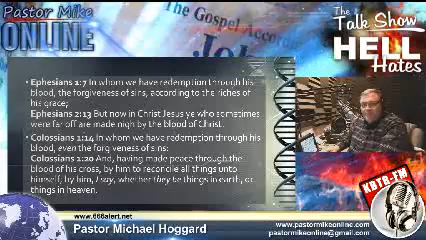 Pastor Mike
ONLINE
The Gospel According
The
Talk Show
HELL
Hates
• Ephesians 1:7 In whom we have redemption through his
blood, the forgiveness of sins, according to the riches of
his grace;
Ephesians 2:13 But now in Christ Jesus ye who sometimes
were far off are made nigh by the blood of Christ.
• Colossians 1:14 In whom we have redemption through his
blood, even the forgiveness of sins:
Colossians 1:20 And, having made peace through the
blood of his cross, by him to reconcile all things unto
himself; by him, I say, whether they be things in earth, or
things in heaven.
KBTR-FM
www.666alert.net
Pastor Michael Hoggard
www.pastormikeonline.com
pastormike@pastormikeonline.com